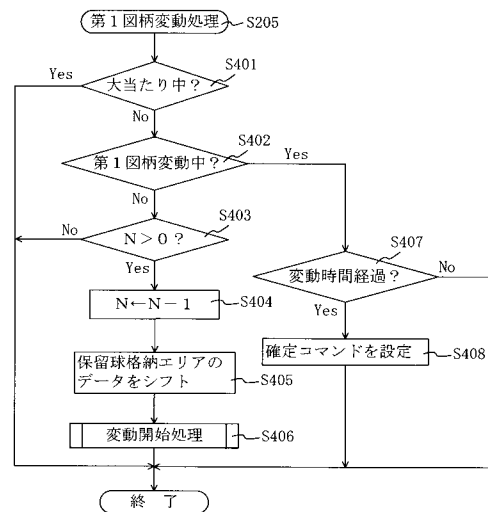 第１図柄変動処理
S205
Yes
S401
大当たり中？
No
S402
第１図柄変動中？
Yes
No
S403
No
Ｎ＞０？
S407
Yes
変動時間経過？
No
Ｎ←Ｎ－１
S404
Yes
保留球格納エリアの
データをシフト
S405
確定コマンドを設定
S408
変動開始処理
S406
終　了